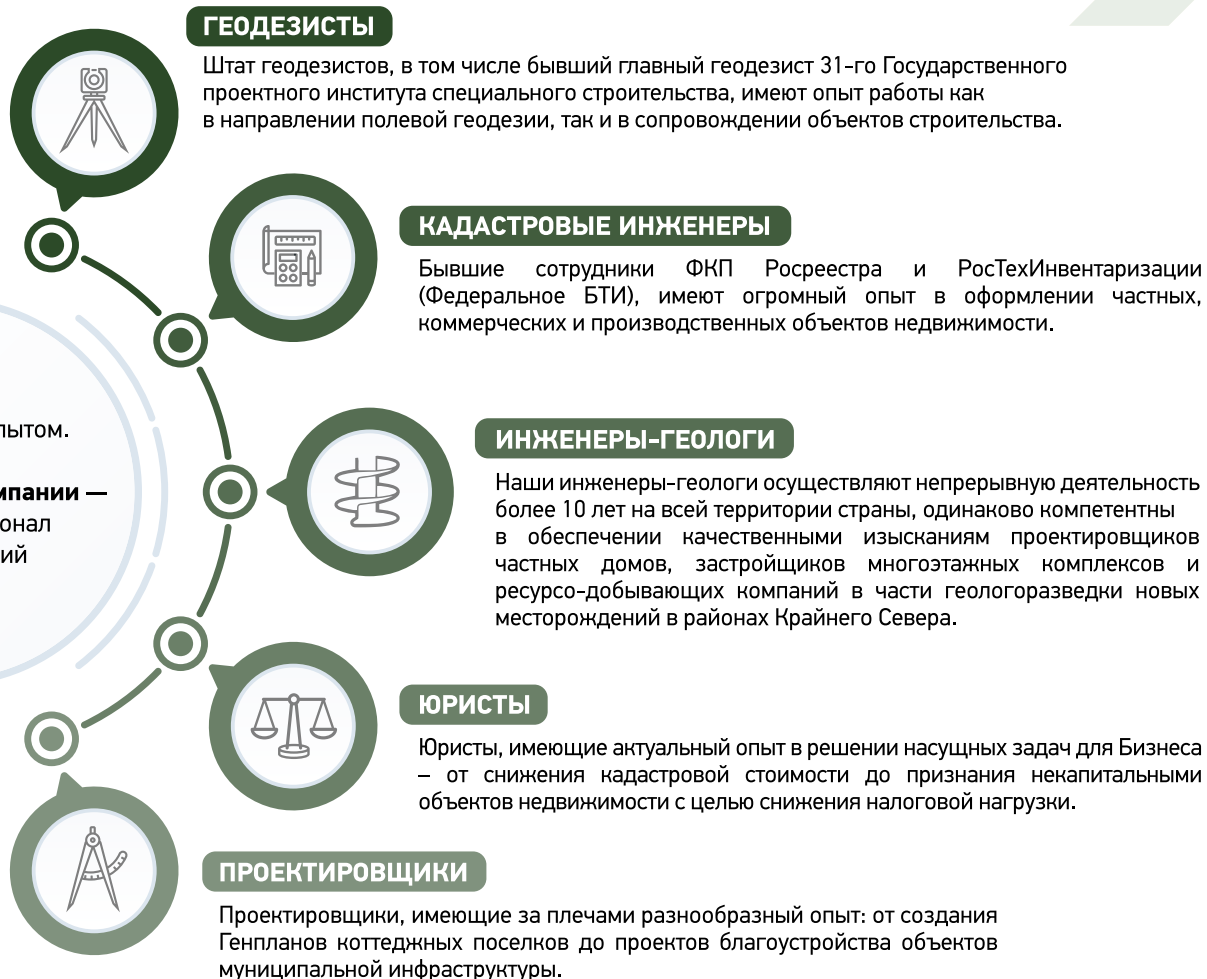 ГЕОДЕЗИСТЫ
Штат геодезистов, в том числе бывший главный геодезист 31-го Государственного
проектного института специального строительства, имеют опыт работы как
в направлении полевой геодезии, так и в сопровождении объектов строительства.
КАДАСТРОВЫЕ ИНЖЕНЕРЫ
Бывшие сотрудники ФКП Росреестра и РосТехИнвентаризации
(Федеральное БТИ), имеют огромный опыт в оформлении частных,
коммерческих и производственных объектов недвижимости.
пытом.
мпании —
онал
ий
ИНЖЕНЕРЫ-ГЕОЛОГИ
Наши инженеры-геологи осуществляют непрерывную деятельность
более 10 лет на всей территории страны, одинаково компетентны
в обеспечении качественными изысканиям проектировщиков
частных домов, застройщиков многоэтажных комплексов и
ресурсо-добывающих компаний в части геологоразведки новых
месторождений в районах Крайнего Севера.
ЮРИСТЫ
Юристы, имеющие актуальный опыт в решении насущных задач для Бизнеса
– от снижения кадастровой стоимости до признания некапитальными
объектов недвижимости с целью снижения налоговой нагрузки.
ПРОЕКТИРОВЩИКИ
Проектировщики, имеющие за плечами разнообразный опыт: от создания
Генпланов коттеджных поселков до проектов благоустройства объектов
муниципальной инфраструктуры.